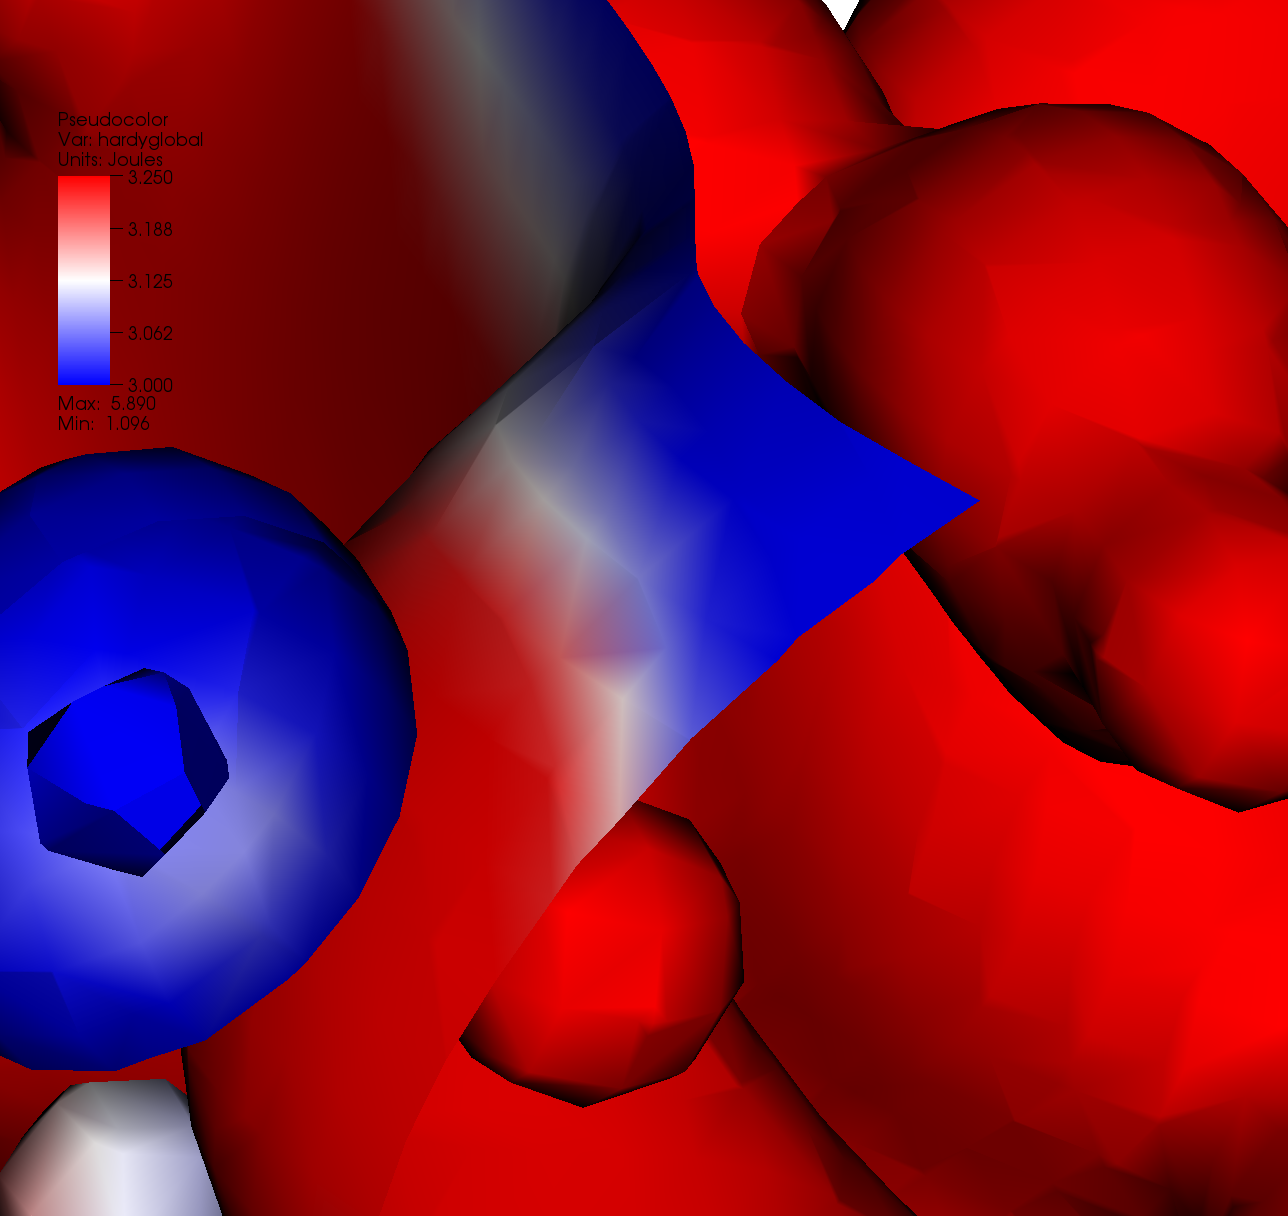 Pseudocolor
Var: hardyglobal
Units: Joules
3.250
3.188
3.125
3.062
3.000
Max: 5.890
Min: 1.096